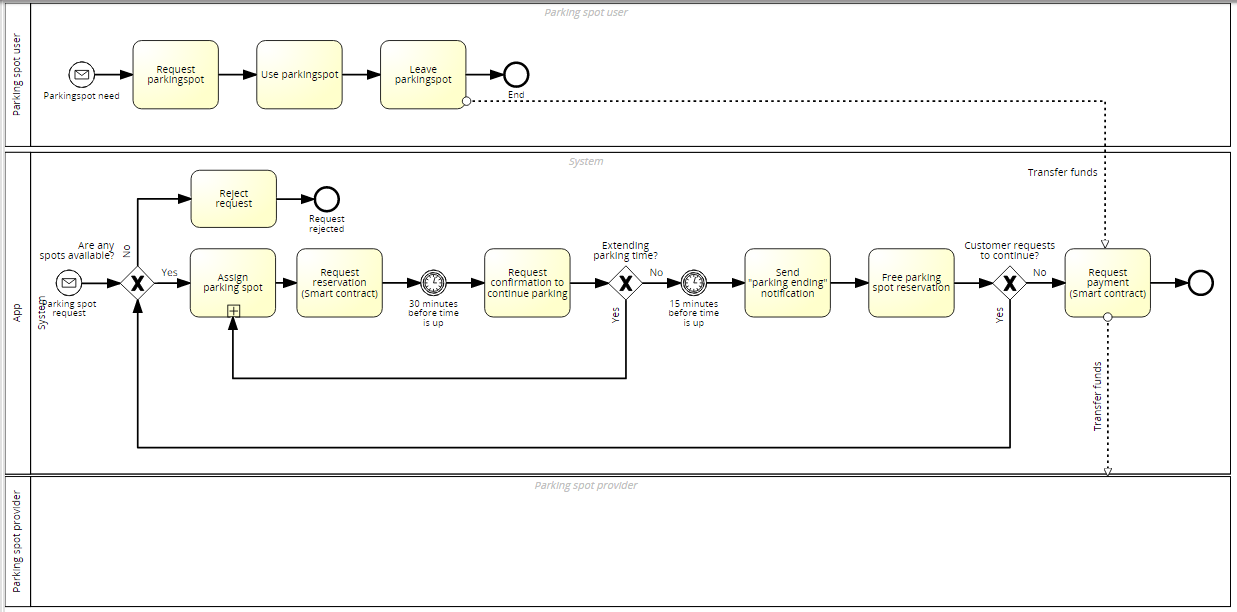 Parking spot user
Parking spot user
Parkingspot need
Request
parkingspot
Use parkingspot
Leave
parkingspot
End
System
App
System
Transfer funds
Reject
request
Request
rejected
No
Are any
spots available?
Parking spot
request
Yes
Assign
parking spot
Request
reservation
(Smart contract)
30 minutes
before time
is up
Request
confirmation to
continue parking
Extending
parking time?
No
Yes
15 minutes
before time
is up
Send
"parking ending"
notification
Free parking
spot reservation
Customer requests
to continue?
No
Yes
Request
payment
(Smart contract)
Transfer funds
Parking spot provider
Parking spot provider